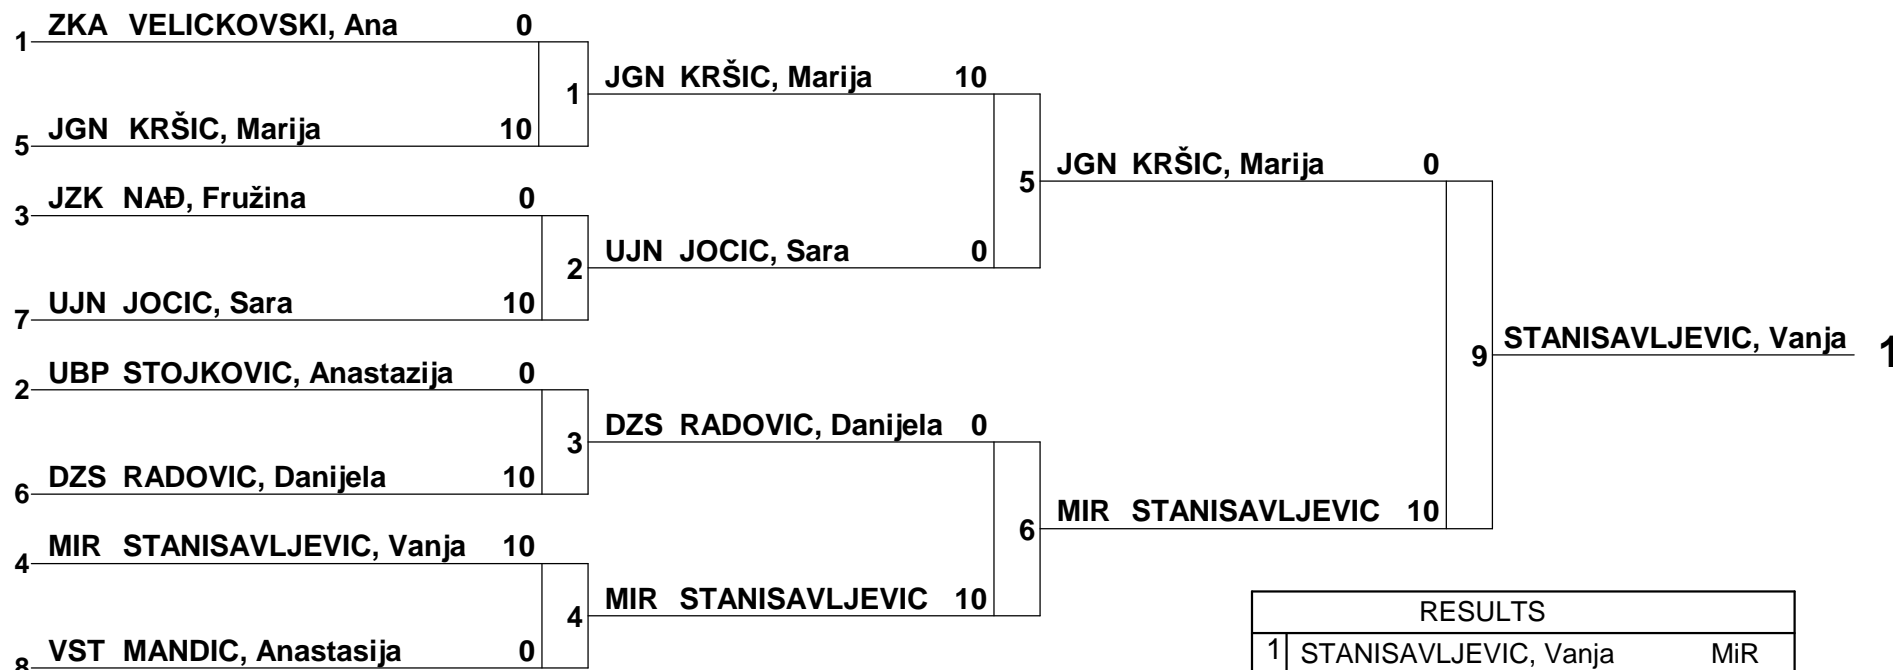 1 ZKA VELICKOVSKI, Ana 0
1 JGN KRŠIC, Marija 10
5 JGN KRŠIC, Marija 10
5 JGN KRŠIC, Marija 0
3 JZK NAĐ, Fružina 0
2 UJN JOCIC, Sara 0
7 UJN JOCIC, Sara 10
9 STANISAVLJEVIC, Vanja 1
2 UBP STOJKOVIC, Anastazija 0
3 DZS RADOVIC, Danijela 0
6 DZS RADOVIC, Danijela 10
6 MIR STANISAVLJEVIC 10
4 MIR STANISAVLJEVIC, Vanja 10
4 MIR STANISAVLJEVIC 10
8 VST MANDIC, Anastasija 0
RESULTS
1 STANISAVLJEVIC, Vanja MiR